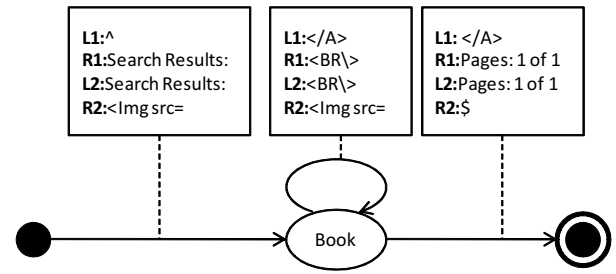 L1:^
R1:Search Results:
L2:Search Results:
R2:<Img src=
L1:</A>
R1:<BR\>
L2:<BR\>
R2:<Img src=
L1: </A>
R1:Pages: 1 of 1
L2:Pages: 1 of 1
R2:$
Book